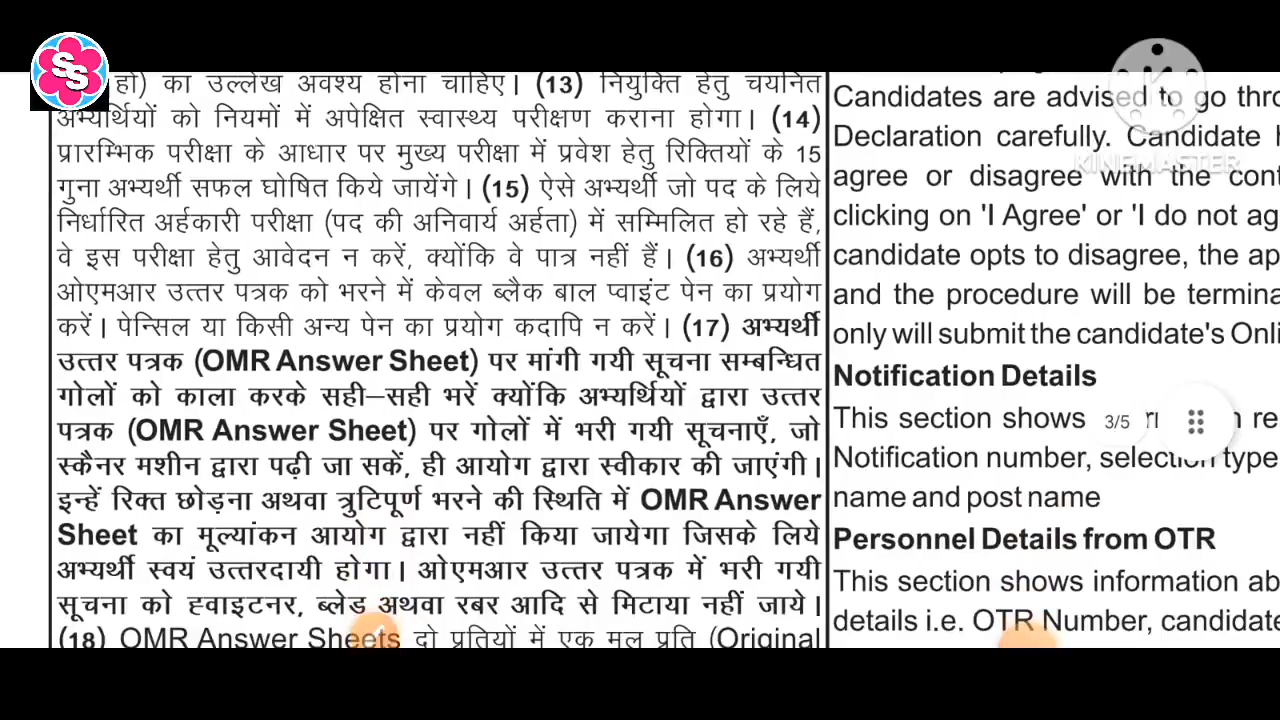 SS
हो) का उल्लेख अवश्य होना चाहिए। (13) नियुक्ति हेतु चयनित
अभ्यर्थियों को नियमों में अपेक्षित स्वास्थ्य परीक्षण कराना होगा। (14)
प्रारम्भिक परीक्षा के आधार पर मुख्य परीक्षा में प्रवेश हेतु रिक्तियों के 15
गुना अभ्यर्थी सफल घोषित किये जायेंगे। (15) ऐसे अभ्यर्थी जो पद के लिये
निर्धारित अर्हकारी परीक्षा (पद की अनिवार्य अर्हता) में सम्मिलित हो रहे हैं,
वे इस परीक्षा हेतु आवेदन न करें, क्योंकि वे पात्र नहीं हैं। (16) अभ्यर्थी
ओएमआर उत्तर पत्रक को भरने में केवल ब्लैक बाल प्वाइंट पेन का प्रयोग
करें। पेन्सिल या किसी अन्य पेन का प्रयोग कदापि न करें। (17) अभ्यर्थी
उत्तर पत्रक (OMR Answer Sheet) पर मांगी गयी सूचना सम्बन्धित
गोलों को काला करके सही–सही भरें क्योंकि अभ्यर्थियों द्वारा उत्तर
पत्रक (OMR Answer Sheet) पर गोलों में भरी गयी सूचनाएँ, जो
स्कैनर मशीन द्वारा पढ़ी जा सकें, ही आयोग द्वारा स्वीकार की जाएंगी।
इन्हें रिक्त छोड़ना अथवा त्रुटिपूर्ण भरने की स्थिति में OMR Answer
Sheet का मूल्यांकन आयोग द्वारा नहीं किया जायेगा जिसके लिये
अभ्यर्थी स्वयं उत्तरदायी होगा। ओएमआर उत्तर पत्रक में भरी गयी
सूचना को ह्वाइटनर, ब्लेड अथवा रबर आदि से मिटाया नहीं जाये।
(18) OMR Answer Sheets दो प्रतियों में एक मूल प्रति (Original
Candidates are advised to go thro
Declaration carefully. Candidate
agree or disagree with the cont
clicking on 'I Agree' or 'I do not ag
candidate opts to disagree, the ap
and the procedure will be termina
only will submit the candidate's Onli
Notification Details
This section shows re
Notification number, selection type
name and post name
Personnel Details from OTR
This section shows information ab
details i.e. OTR Number, candidate
3/5
K
KINEMASTER